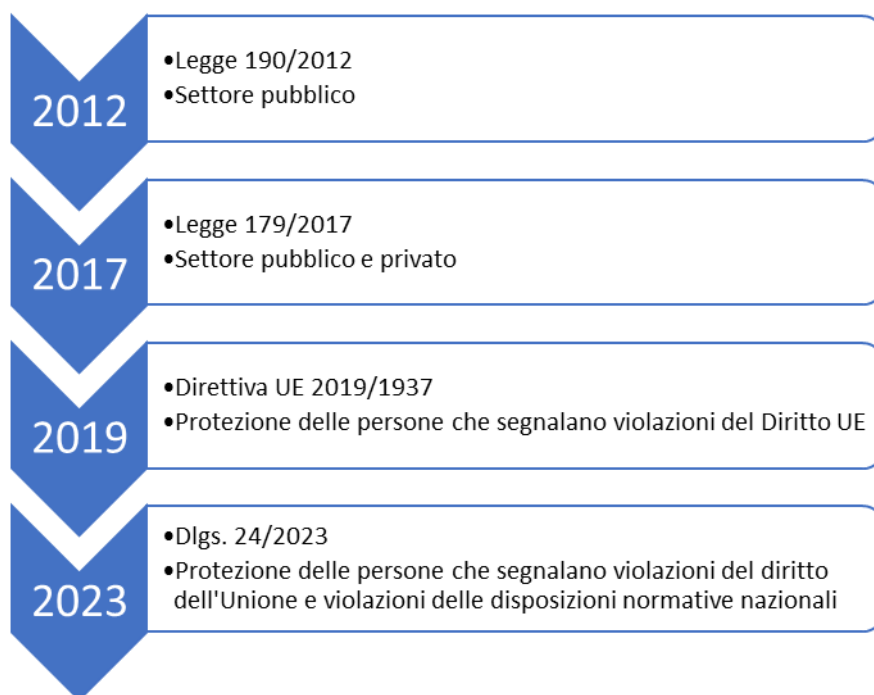 2012
•Legge 190/2012
•Settore pubblico
2017
•Legge 179/2017
•Settore pubblico e privato
2019
•Direttiva UE 2019/1937
•Protezione delle persone che segnalano violazioni del Diritto UE
2023
•Dlgs. 24/2023
•Protezione delle persone che segnalano violazioni del diritto
dell'Unione e violazioni delle disposizioni normative nazionali